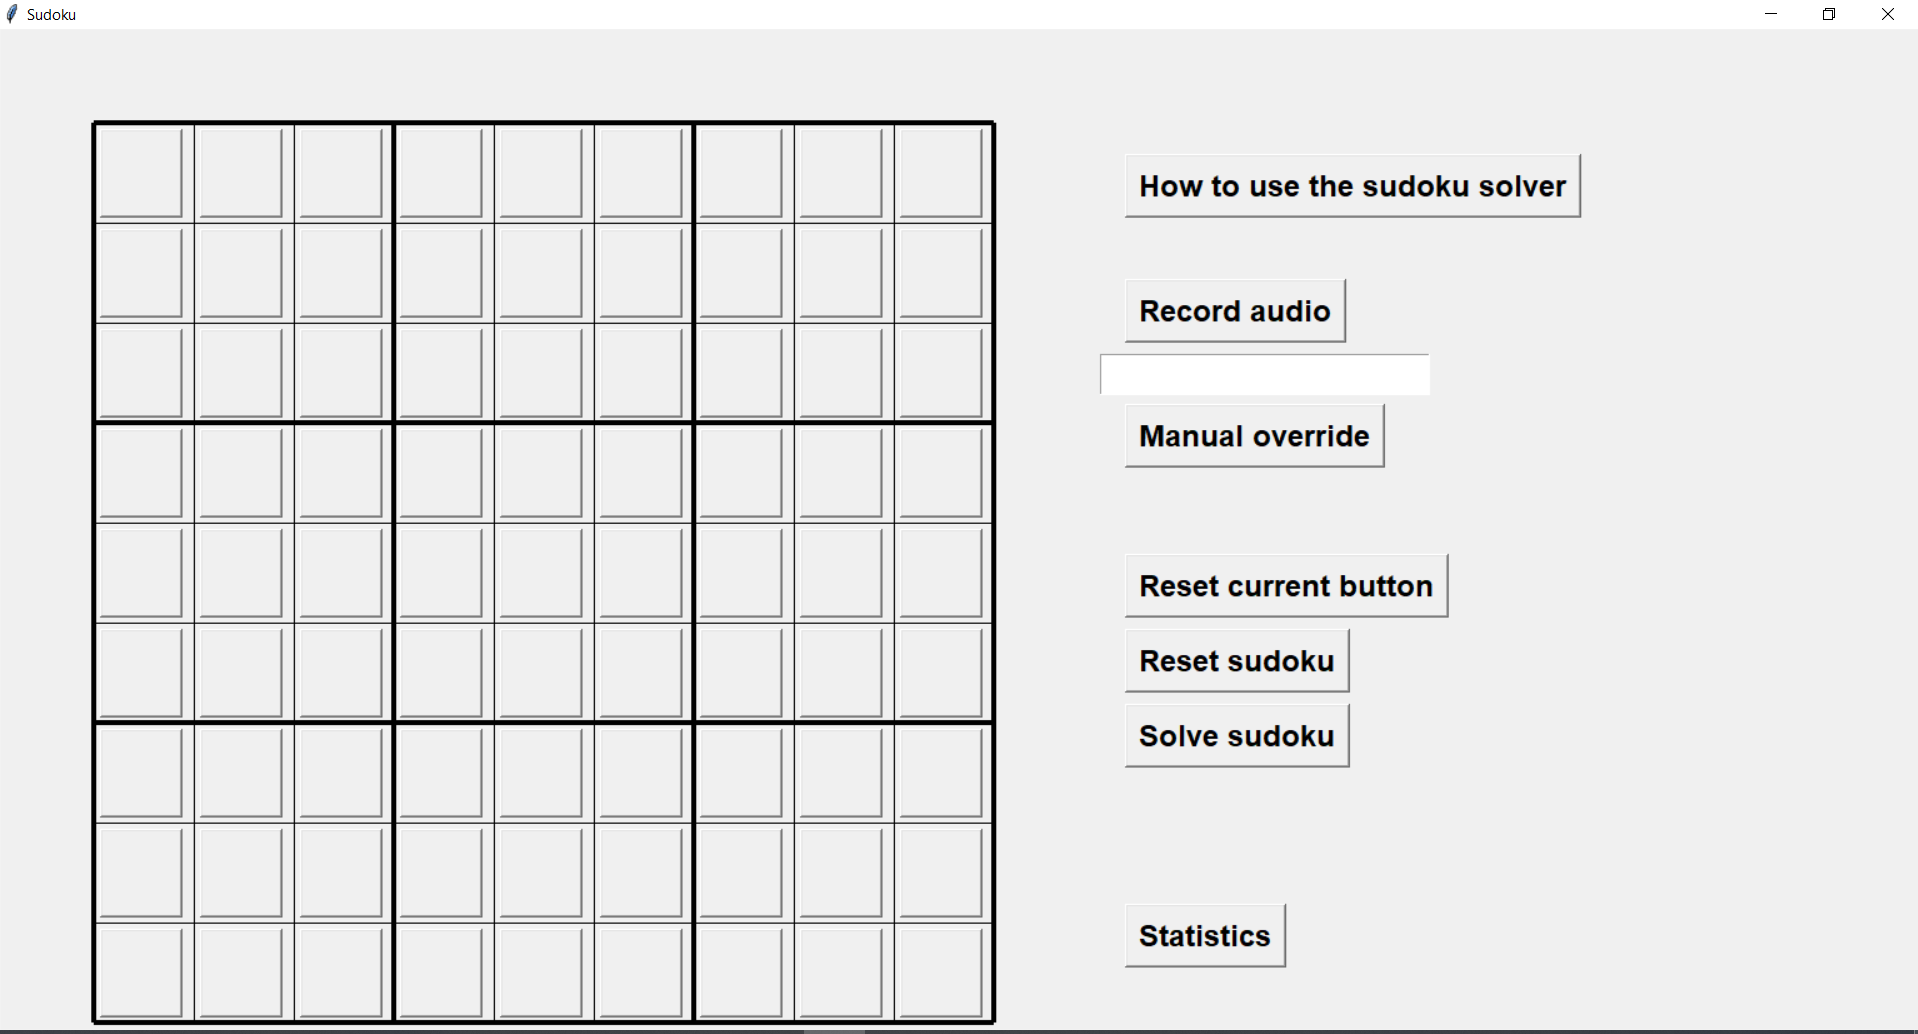 Sudoku
How to use the sudoku solver
Record audio
Manual override
Reset current button
Reset sudoku
Solve sudoku
Statistics